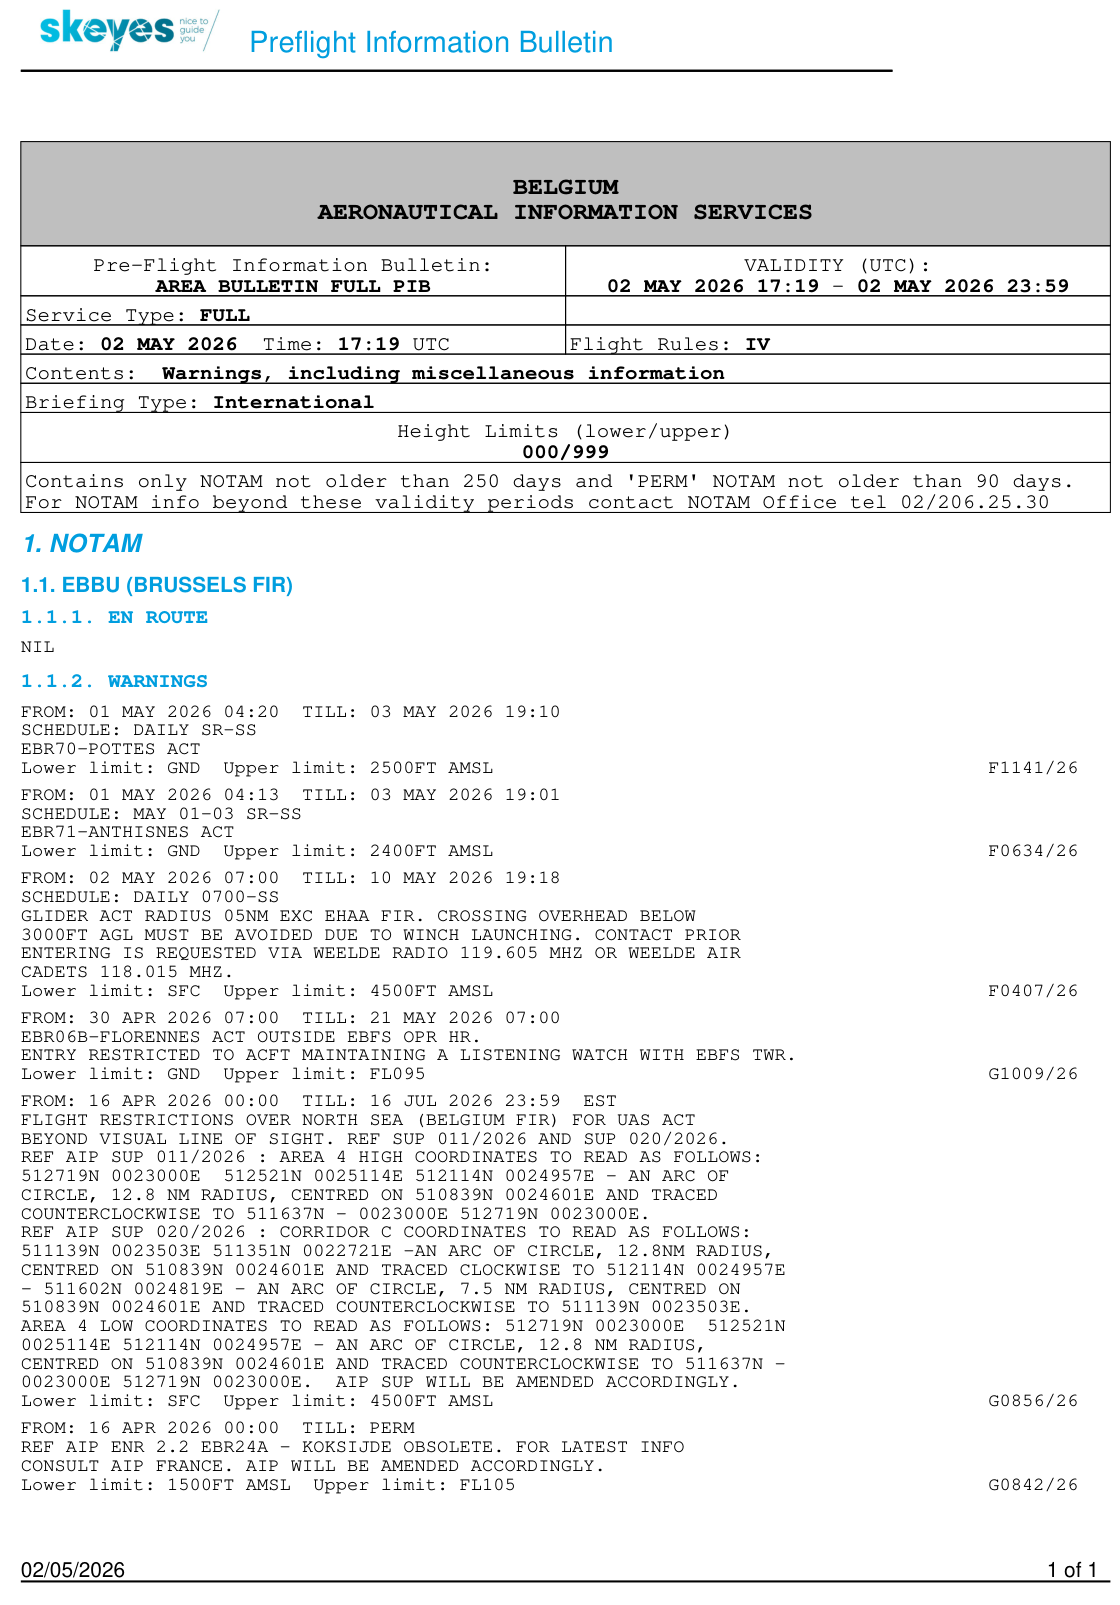 skeyes nice to guide you
Preflight Information Bulletin
BELGIUM
AERONAUTICAL INFORMATION SERVICES
Pre-Flight Information Bulletin:
AREA BULLETIN FULL PIB
VALIDITY (UTC):
02 MAY 2026 17:19 - 02 MAY 2026 23:59
Service Type: FULL
Date: 02 MAY 2026  Time: 17:19 UTC
Flight Rules: IV
Contents:  Warnings, including miscellaneous information
Briefing Type: International
Height Limits (lower/upper)
000/999
Contains only NOTAM not older than 250 days and 'PERM' NOTAM not older than 90 days.
For NOTAM info beyond these validity periods contact NOTAM Office tel 02/206.25.30
1. NOTAM
1.1. EBBU (BRUSSELS FIR)
1.1.1. EN ROUTE
NIL
1.1.2. WARNINGS
FROM: 01 MAY 2026 04:20  TILL: 03 MAY 2026 19:10
SCHEDULE: DAILY SR-SS
EBR70-POTTES ACT
Lower limit: GND  Upper limit: 2500FT AMSL F1141/26
FROM: 01 MAY 2026 04:13  TILL: 03 MAY 2026 19:01
SCHEDULE: MAY 01-03 SR-SS
EBR71-ANTHISNES ACT
Lower limit: GND  Upper limit: 2400FT AMSL F0634/26
FROM: 02 MAY 2026 07:00  TILL: 10 MAY 2026 19:18
SCHEDULE: DAILY 0700-SS
GLIDER ACT RADIUS 05NM EXC EHAA FIR. CROSSING OVERHEAD BELOW
3000FT AGL MUST BE AVOIDED DUE TO WINCH LAUNCHING. CONTACT PRIOR
ENTERING IS REQUESTED VIA WEELDE RADIO 119.605 MHZ OR WEELDE AIR
CADETS 118.015 MHZ.
Lower limit: SFC  Upper limit: 4500FT AMSL F0407/26
FROM: 30 APR 2026 07:00  TILL: 21 MAY 2026 07:00
EBR06B-FLORENNES ACT OUTSIDE EBFS OPR HR.
ENTRY RESTRICTED TO ACFT MAINTAINING A LISTENING WATCH WITH EBFS TWR.
Lower limit: GND  Upper limit: FL095 G1009/26
FROM: 16 APR 2026 00:00  TILL: 16 JUL 2026 23:59  EST
FLIGHT RESTRICTIONS OVER NORTH SEA (BELGIUM FIR) FOR UAS ACT
BEYOND VISUAL LINE OF SIGHT. REF SUP 011/2026 AND SUP 020/2026.
REF AIP SUP 011/2026 : AREA 4 HIGH COORDINATES TO READ AS FOLLOWS:
512719N 0023000E  512521N 0025114E 512114N 0024957E - AN ARC OF
CIRCLE, 12.8 NM RADIUS, CENTRED ON 510839N 0024601E AND TRACED
COUNTERCLOCKWISE TO 511637N - 0023000E 512719N 0023000E.
REF AIP SUP 020/2026 : CORRIDOR C COORDINATES TO READ AS FOLLOWS:
511139N 0023503E 511351N 0022721E -AN ARC OF CIRCLE, 12.8NM RADIUS,
CENTRED ON 510839N 0024601E AND TRACED CLOCKWISE TO 512114N 0024957E
- 511602N 0024819E - AN ARC OF CIRCLE, 7.5 NM RADIUS, CENTRED ON
510839N 0024601E AND TRACED COUNTERCLOCKWISE TO 511139N 0023503E.
AREA 4 LOW COORDINATES TO READ AS FOLLOWS: 512719N 0023000E  512521N
0025114E 512114N 0024957E - AN ARC OF CIRCLE, 12.8 NM RADIUS,
CENTRED ON 510839N 0024601E AND TRACED COUNTERCLOCKWISE TO 511637N -
0023000E 512719N 0023000E.  AIP SUP WILL BE AMENDED ACCORDINGLY.
Lower limit: SFC  Upper limit: 4500FT AMSL G0856/26
FROM: 16 APR 2026 00:00  TILL: PERM
REF AIP ENR 2.2 EBR24A - KOKSIJDE OBSOLETE. FOR LATEST INFO
CONSULT AIP FRANCE. AIP WILL BE AMENDED ACCORDINGLY.
Lower limit: 1500FT AMSL  Upper limit: FL105 G0842/26
02/05/2026 1 of 1